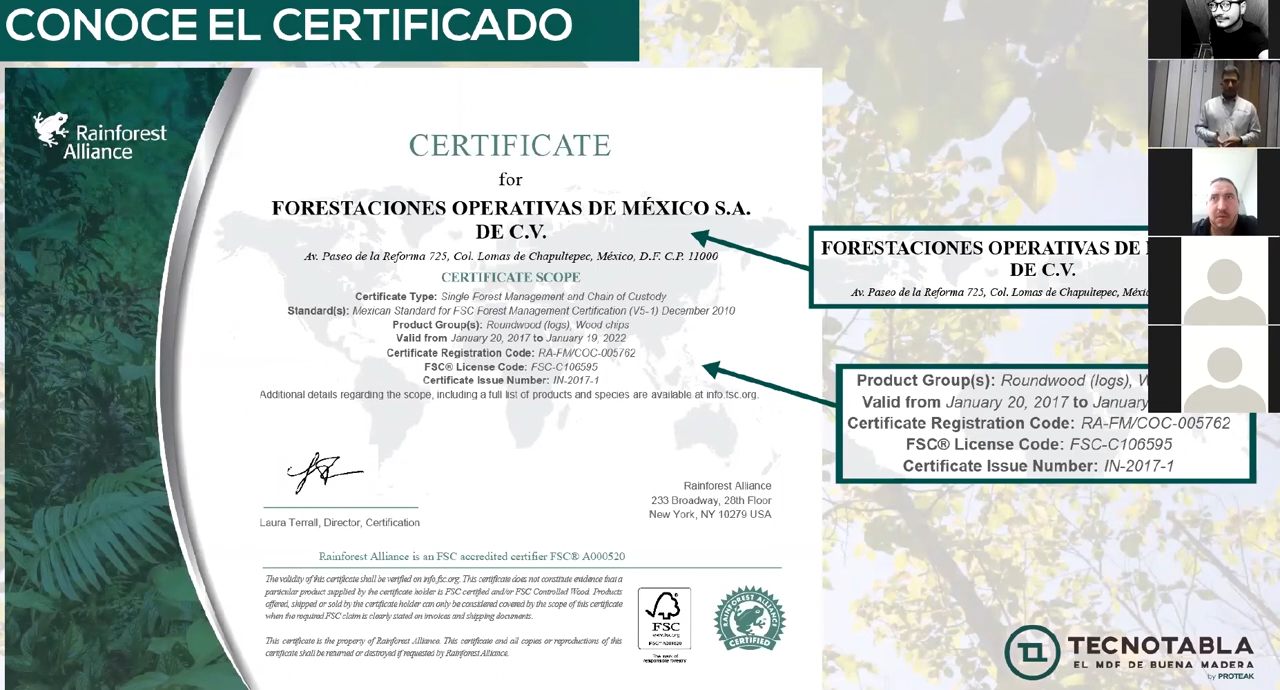 CONOCE EL CERTIFICADO
Rainforest
Alliance
CERTIFICATE
for
FORESTACIONES OPERATIVAS DE MÉXICO S.A.
DE C.V.
Av. Paseo de la Reforma 725, Col. Lomas de Chapultepec, México, D.F. C.P. 11000
CERTIFICATE SCOPE
Certificate Type: Single Forest Management and Chain of Custody
Standard(s): Mexican Standard for FSC Forest Management Certification (V5-1) December 2010
Product Group(s): Roundwood (logs), Wood chips
Valid from January 20, 2017 to January 19, 2022
Certificate Registration Code: RA-FM/COC-005762
FSC® License Code: FSC-C106595
Certificate Issue Number: IN-2017-1
Additional details regarding the scope, including a full list of products and species are available at info.fsc.org.
Laura Terrall, Director, Certification
Rainforest Alliance
233 Broadway, 28th Floor
New York, NY 10279 USA
Rainforest Alliance is an FSC accredited certifier FSC® A000520
The validity of this certificate shall be verified on info.fsc.org. This certificate does not constitute evidence that a
particular product supplied by the certificate holder is FSC certified and/or FSC Controlled Wood. Products
offered, shipped or sold by the certificate holder can only be considered covered by the scope of this certificate
when the required FSC claim is clearly stated on invoices and shipping documents.
This certificate is the property of Rainforest Alliance. This certificate and all copies or reproductions of this
certificate shall be returned or destroyed if requested by Rainforest Alliance.
FSC
www.fsc.org
FSC® A000520
The mark of
responsible forestry
RAINFOREST ALLIANCE
CERTIFIED
FORESTACIONES OPERATIVAS DE
DE C.V.
Av. Paseo de la Reforma 725, Col. Lomas de Chapultepec,
Product Group(s): Roundwood (logs),
Valid from January 20, 2017 to January
Certificate Registration Code: RA-FM/COC-005762
FSC® License Code: FSC-C106595
Certificate Issue Number: IN-2017-1
TECNOTABLA
EL MDF DE BUENA MADERA
by PROTEAK